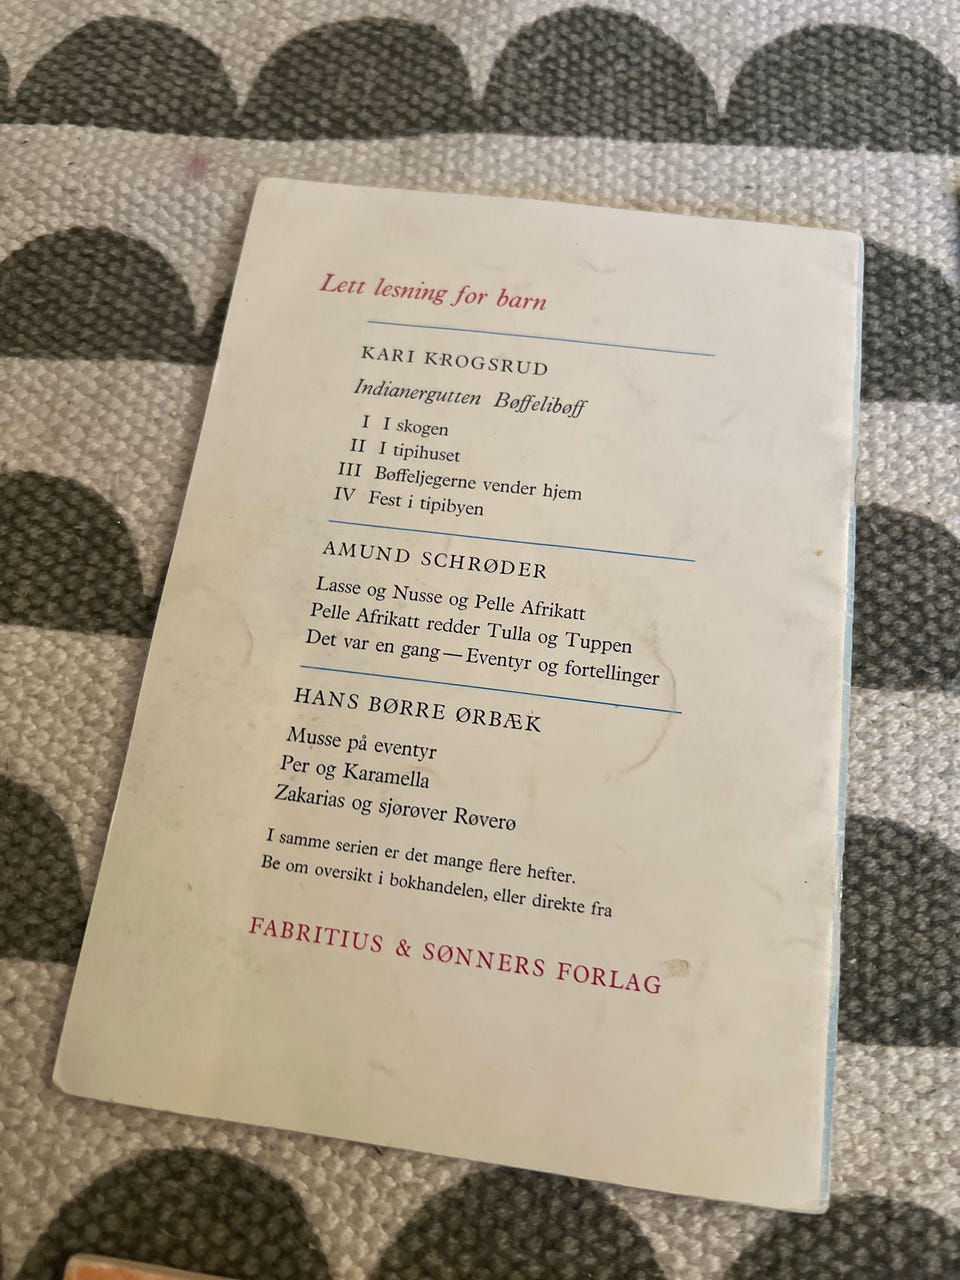 Lett lesning for barn
KARI KROGSRUD
Indianergutten Bøffelibøff
I I skogen
II I tipihuset
III Bøffeljegerne vender hjem
IV Fest i tipibyen
AMUND SCHRØDER
Lasse og Nusse og Pelle Afrikatt
Pelle Afrikatt redder Tulla og Tuppen
Det var en gang — Eventyr og fortellinger
HANS BØRRE ØRBÆK
Musse på eventyr
Per og Karamella
Zakarias og sjørøver Røverø
I samme serien er det mange flere hefter.
Be om oversikt i bokhandelen, eller direkte fra
FABRITIUS & SØNNERS FORLAG